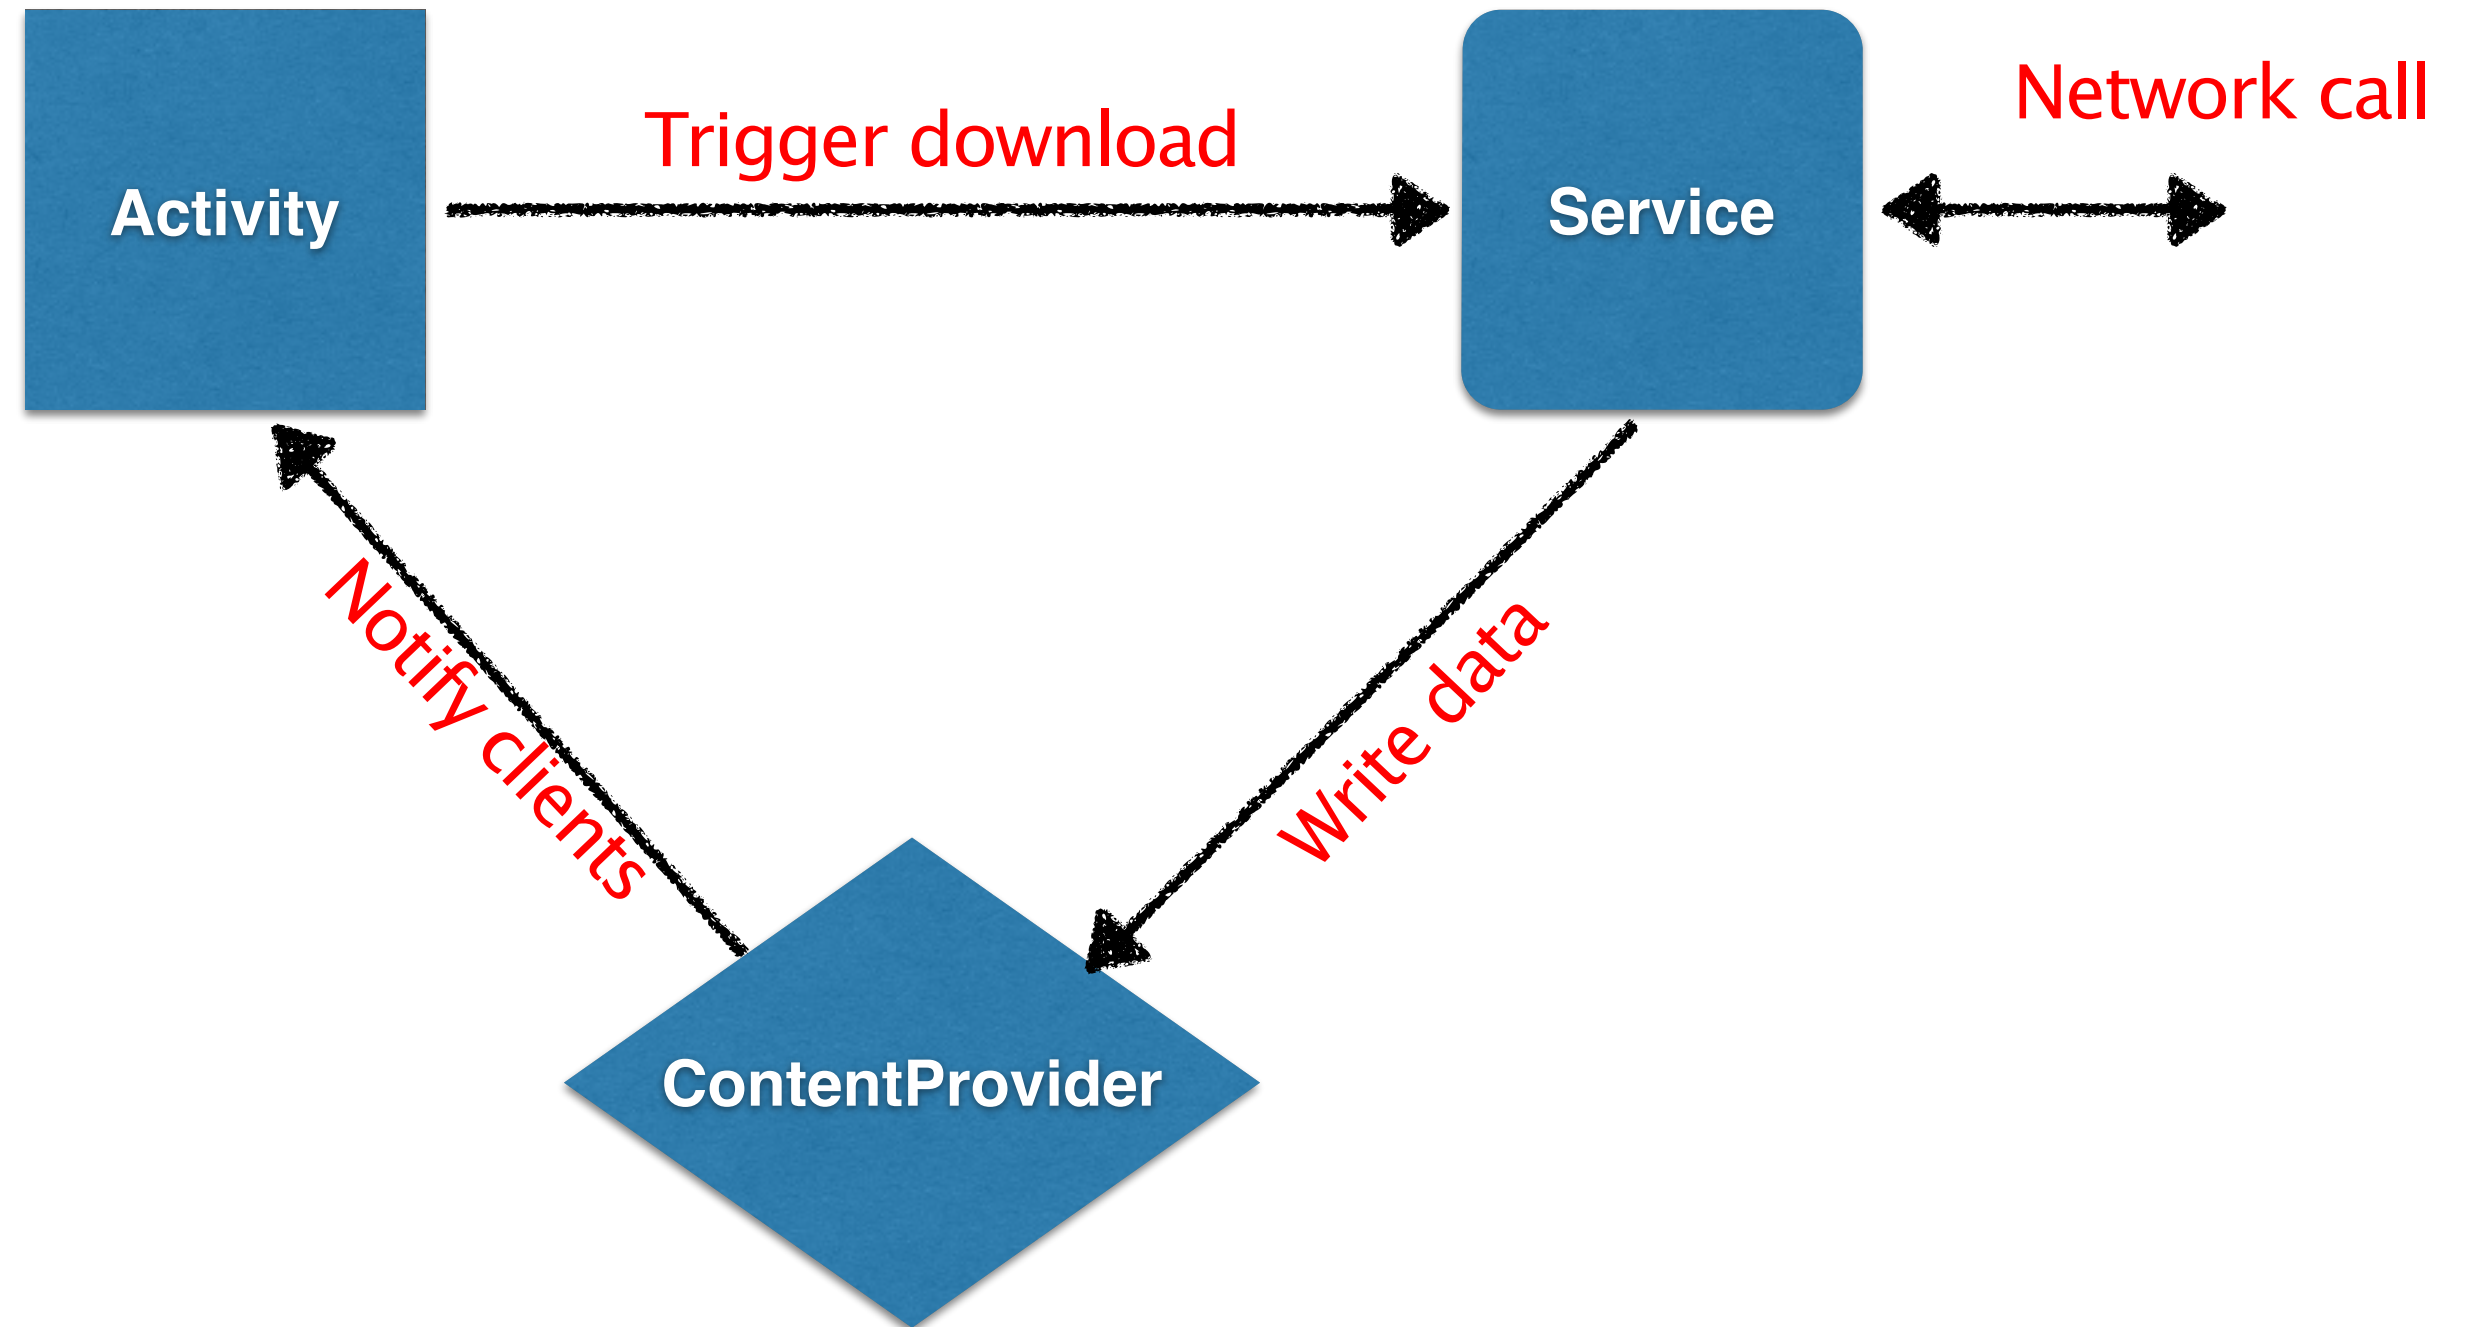 Network call
Trigger download
Activity
Service
Notify clients
Write data
ContentProvider